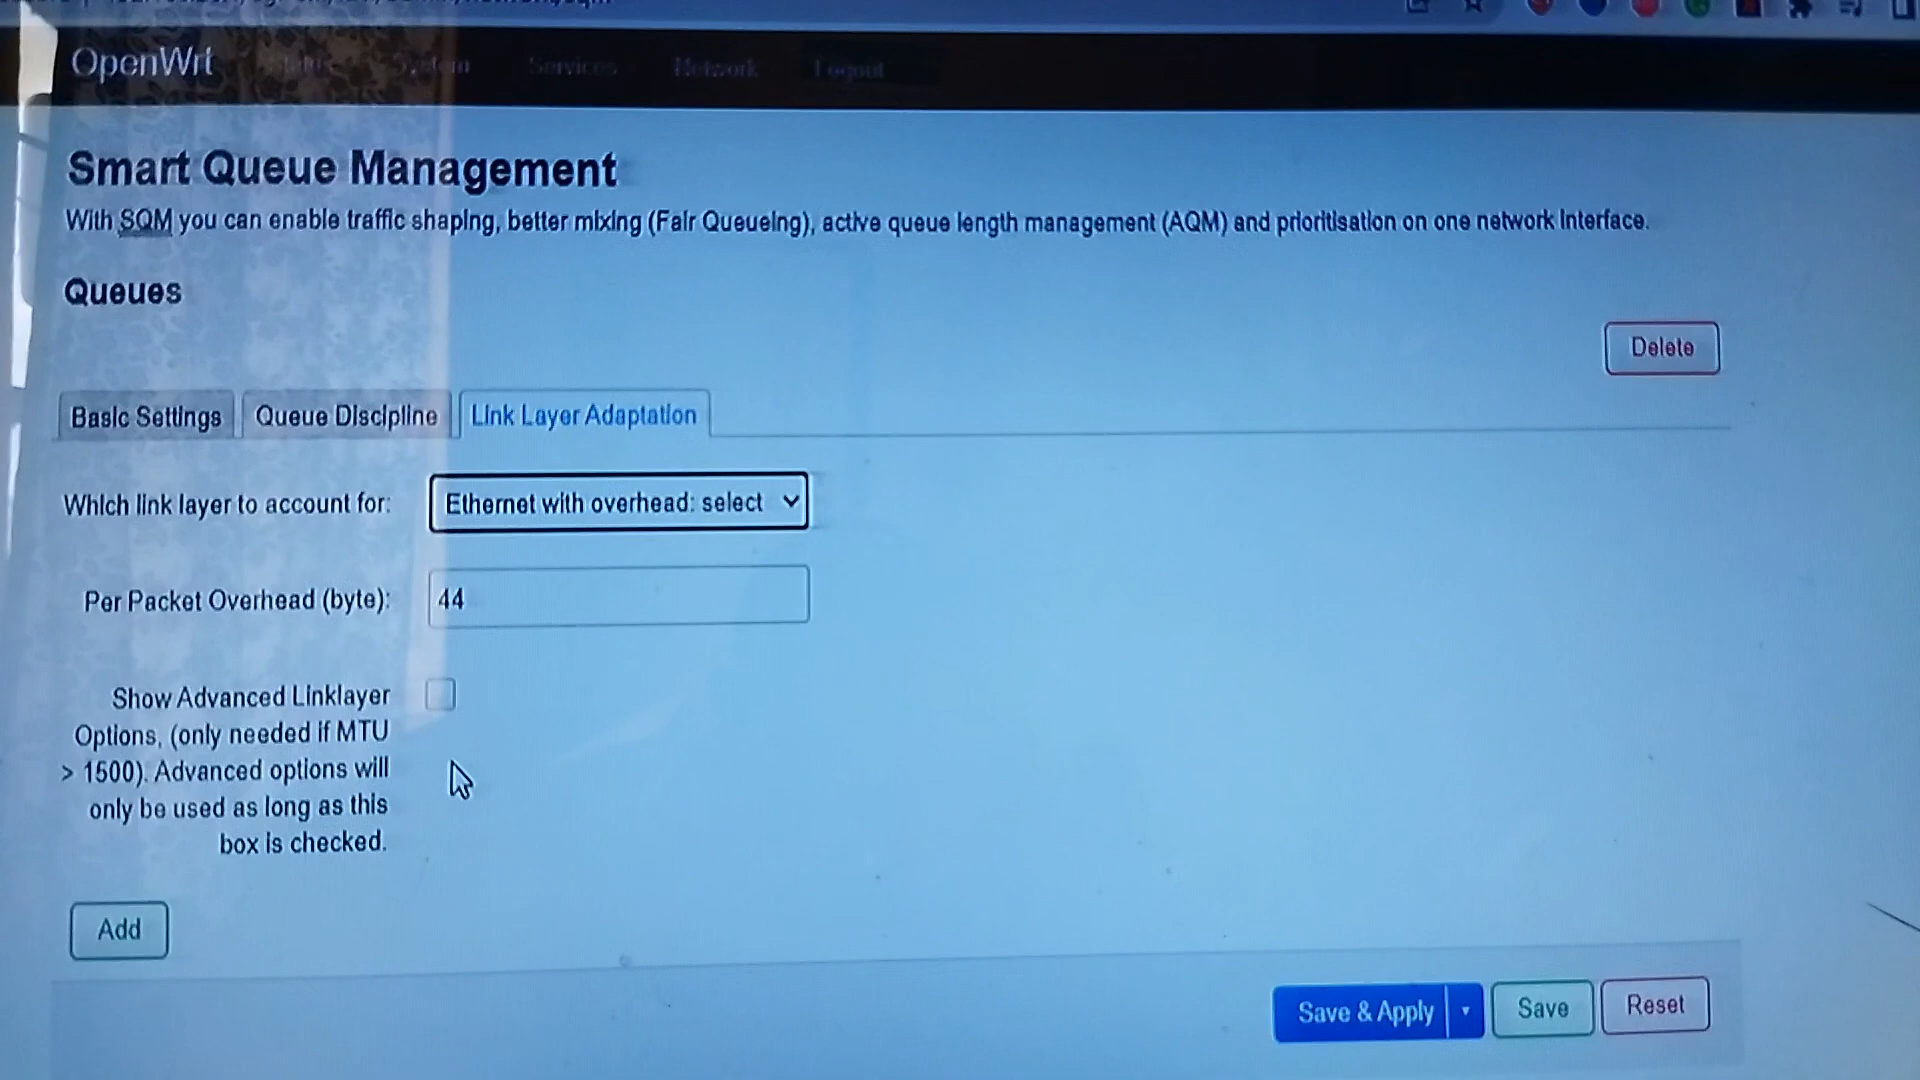 OpenWrt Status System Services Network Logout
Smart Queue Management
With SQM you can enable traffic shaping, better mixing (Fair Queueing), active queue length management (AQM) and prioritisation on one network interface.
Queues
Delete
Basic Settings Queue Discipline Link Layer Adaptation
Which link layer to account for: Ethernet with overhead: select
Per Packet Overhead (byte): 44
Show Advanced Linklayer
Options, (only needed if MTU
> 1500). Advanced options will
only be used as long as this
box is checked.
Add
Save & Apply Save Reset